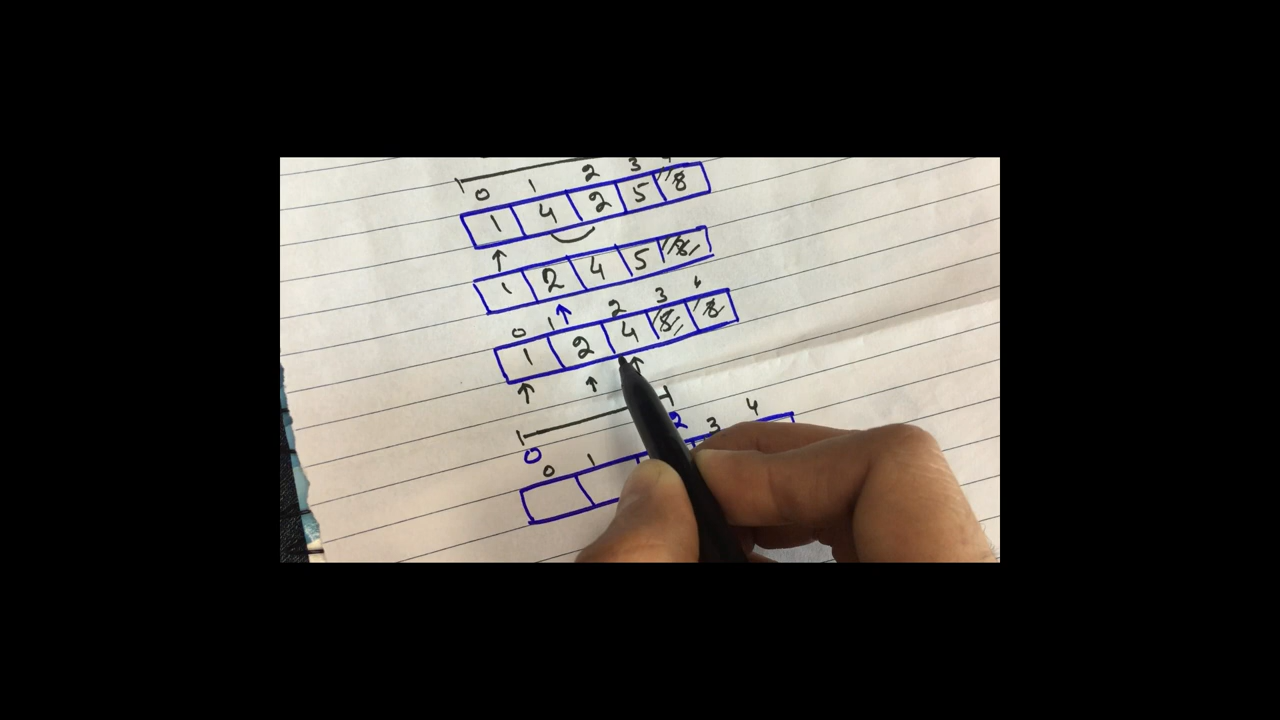 0 1 2 3
1 4 2 5 8
1 2 4 5 8
0 1 2 3
1 2 4 8 8
0 2
0 1 3 4